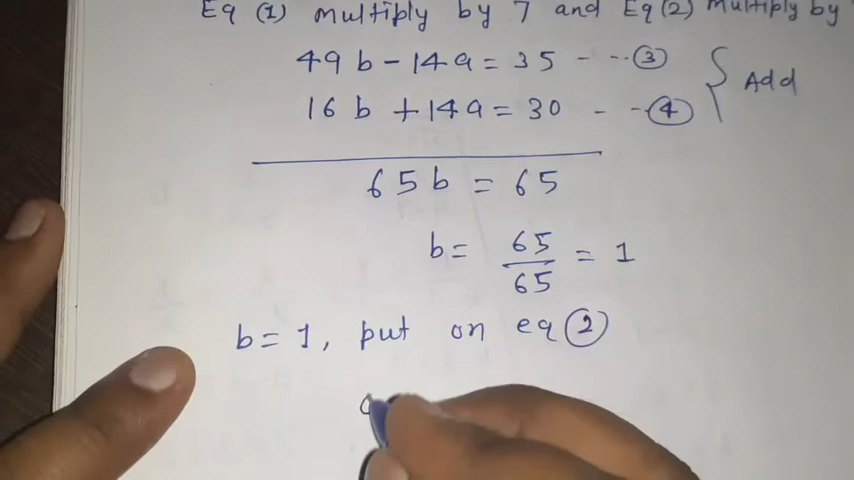 Eq (1) multiply by 7 and Eq (2) multiply by
49b - 14a = 35 - - -- ③
16b + 14a = 30 - -- ④ } Add
65b = 65
b = 65/65 = 1
b = 1, put on eq ②